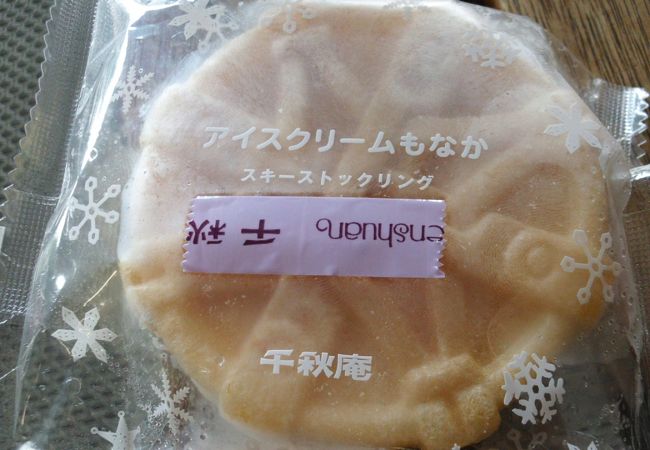 アイスクリームもなか
スキーストックリング
enshuan 千秋
千秋庵